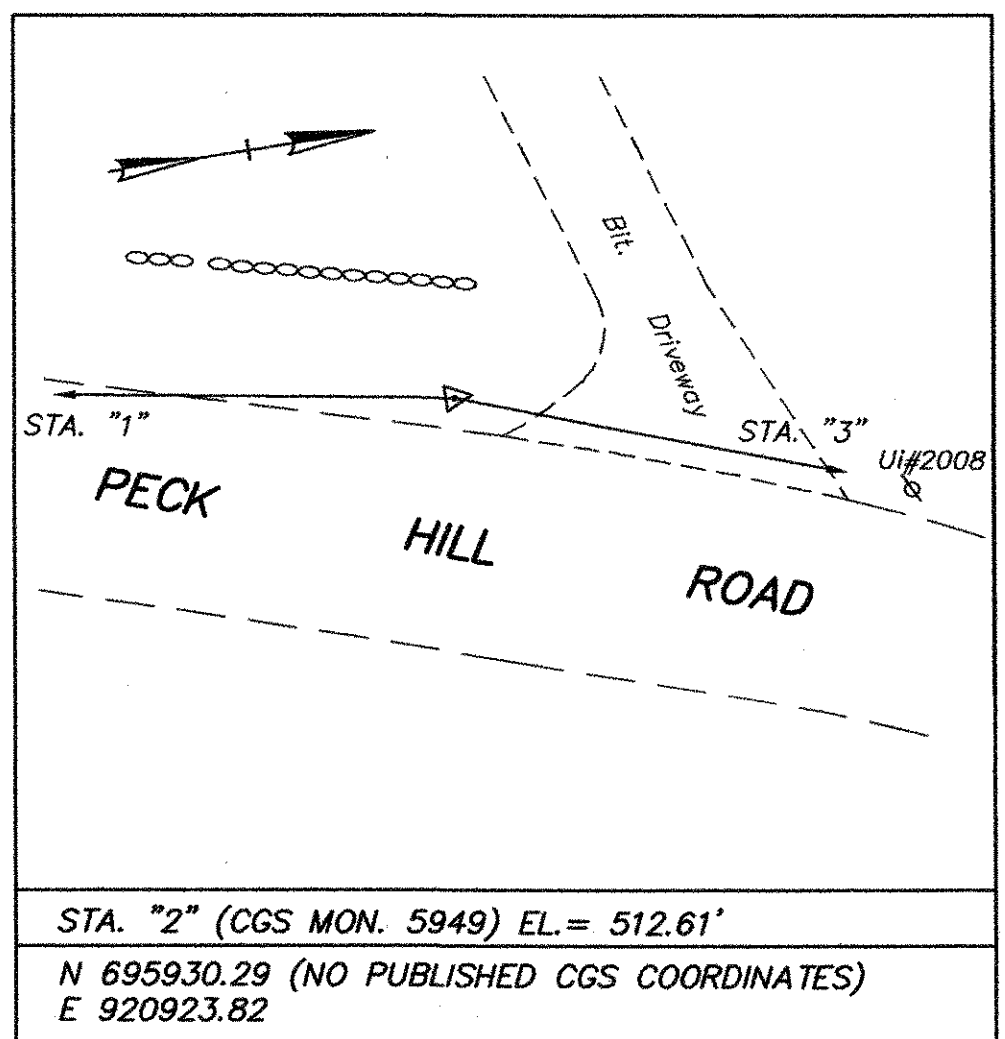 Bit.
Driveway
STA. "1"
STA. "3"
Ui#2008
PECK HILL ROAD
STA. "2" (CGS MON. 5949) EL.= 512.61'
N 695930.29 (NO PUBLISHED CGS COORDINATES)
E 920923.82